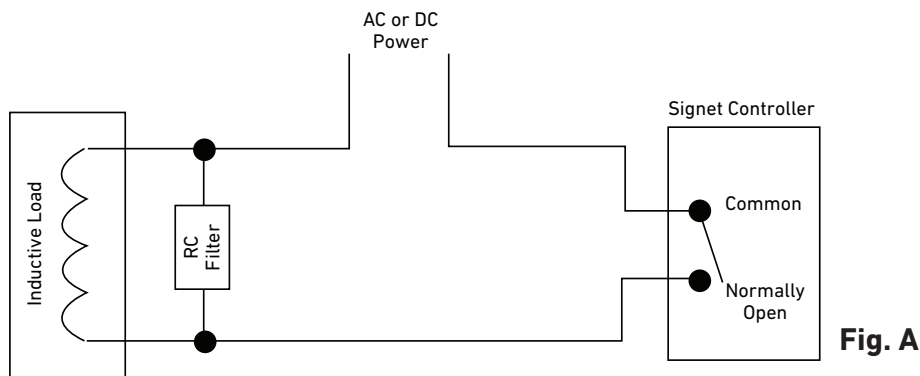 AC or DC
Power
Signet Controller
Inductive Load
RC
Filter
Common
Normally
Open
Fig. A